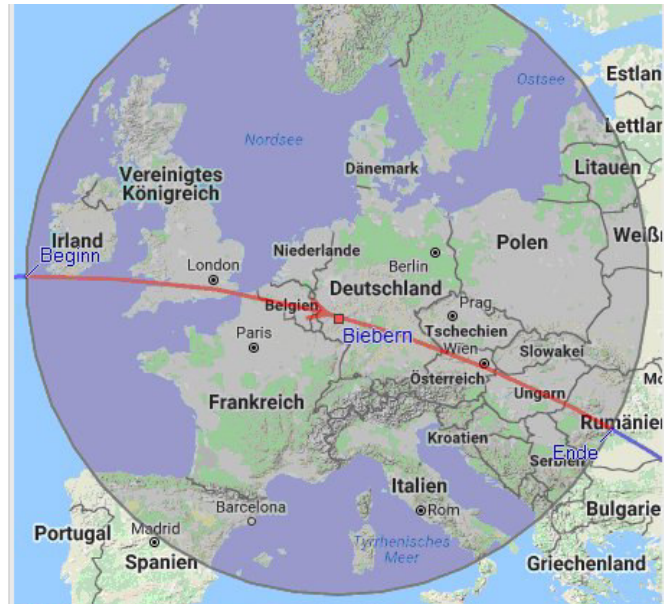 Estlan
Ostsee
Lettlar
Nordsee
Dänemark
Litauen
Vereinigtes
Königreich
Irland
Beginn
Niederlande
Polen
Weißr
London
Berlin
Deutschland
Belgien
Prag
Paris
Biebern
Tschechien
Wien
Slowakei
Österreich
Mo
Ungarn
Frankreich
Rumänien
Kroatien
Ende
Serbien
Italien
Barcelona
Rom
Bulgarie
Portugal
Madrid
Tyrrhenisches
Meer
Spanien
Griechenland